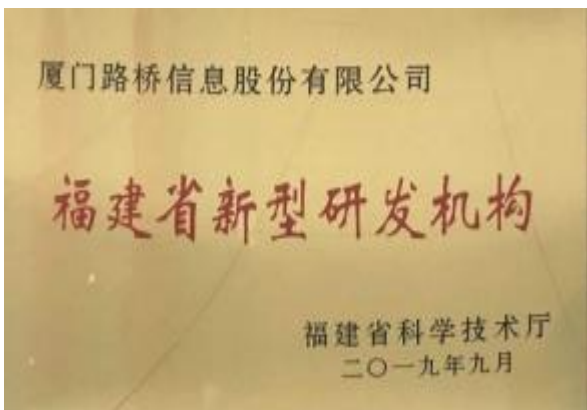 厦门路桥信息股份有限公司
福建省新型研发机构
福建省科学技术厅
二〇一九年九月